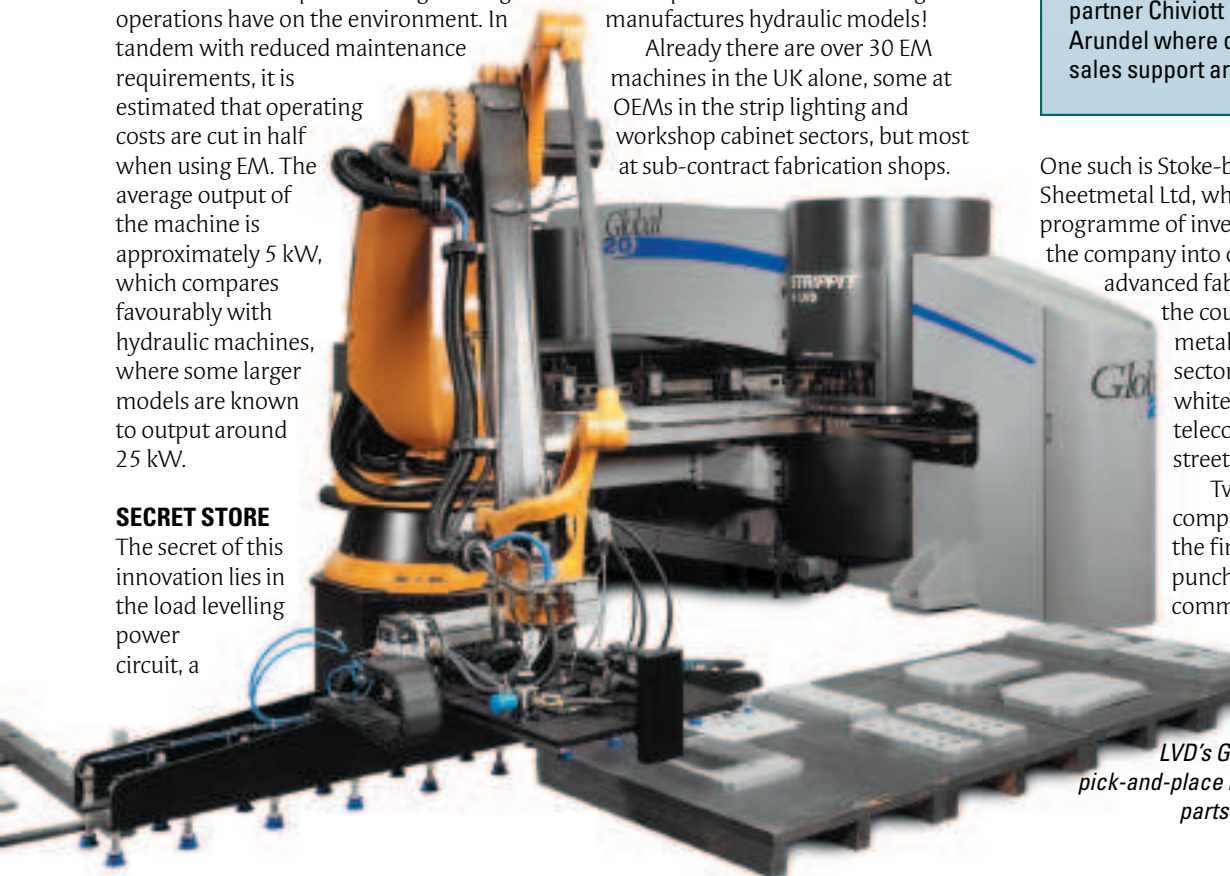 operations have on the environment. In
tandem with reduced maintenance
requirements, it is
estimated that operating
costs are cut in half
when using EM. The
average output of
the machine is
approximately 5 kW,
which compares
favourably with
hydraulic machines,
where some larger
models are known
to output around
25 kW.
SECRET STORE
The secret of this
innovation lies in
the load levelling
power
circuit, a
manufactures hydraulic models!
Already there are over 30 EM
machines in the UK alone, some at
OEMs in the strip lighting and
workshop cabinet sectors, but most
at sub-contract fabrication shops.
Global
20
STRIPPIT
LVD
Glob
partner Chiviott
Arundel where
sales support
One such is Stoke-b
Sheetmetal Ltd, wh
programme of inve
the company into
advanced fab
the cou
metal
sector
white
teleco
street
Tw
comp
the fir
punch
comm
LVD's G
pick-and-place
parts